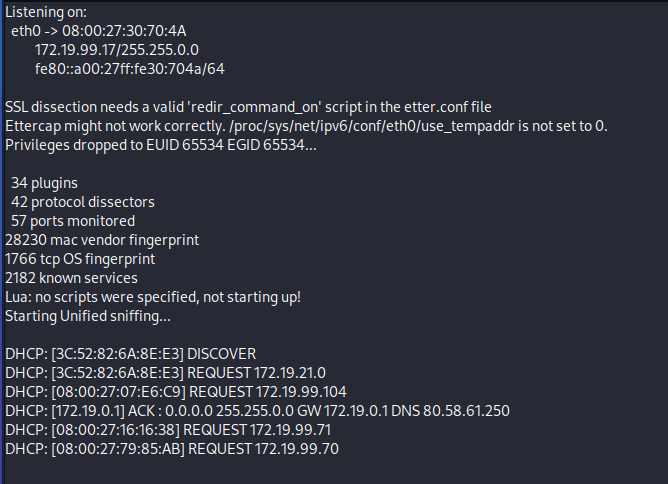 Listening on:
eth0 -> 08:00:27:30:70:4A
172.19.99.17/255.255.0.0
fe80::a00:27ff:fe30:704a/64
SSL dissection needs a valid 'redir_command_on' script in the etter.conf file
Ettercap might not work correctly. /proc/sys/net/ipv6/conf/eth0/use_tempaddr is not set to 0.
Privileges dropped to EUID 65534 EGID 65534...
34 plugins
42 protocol dissectors
57 ports monitored
28230 mac vendor fingerprint
1766 tcp OS fingerprint
2182 known services
Lua: no scripts were specified, not starting up!
Starting Unified sniffing...
DHCP: [3C:52:82:6A:8E:E3] DISCOVER
DHCP: [3C:52:82:6A:8E:E3] REQUEST 172.19.21.0
DHCP: [08:00:27:07:E6:C9] REQUEST 172.19.99.104
DHCP: [172.19.0.1] ACK : 0.0.0.0 255.255.0.0 GW 172.19.0.1 DNS 80.58.61.250
DHCP: [08:00:27:16:16:38] REQUEST 172.19.99.71
DHCP: [08:00:27:79:85:AB] REQUEST 172.19.99.70